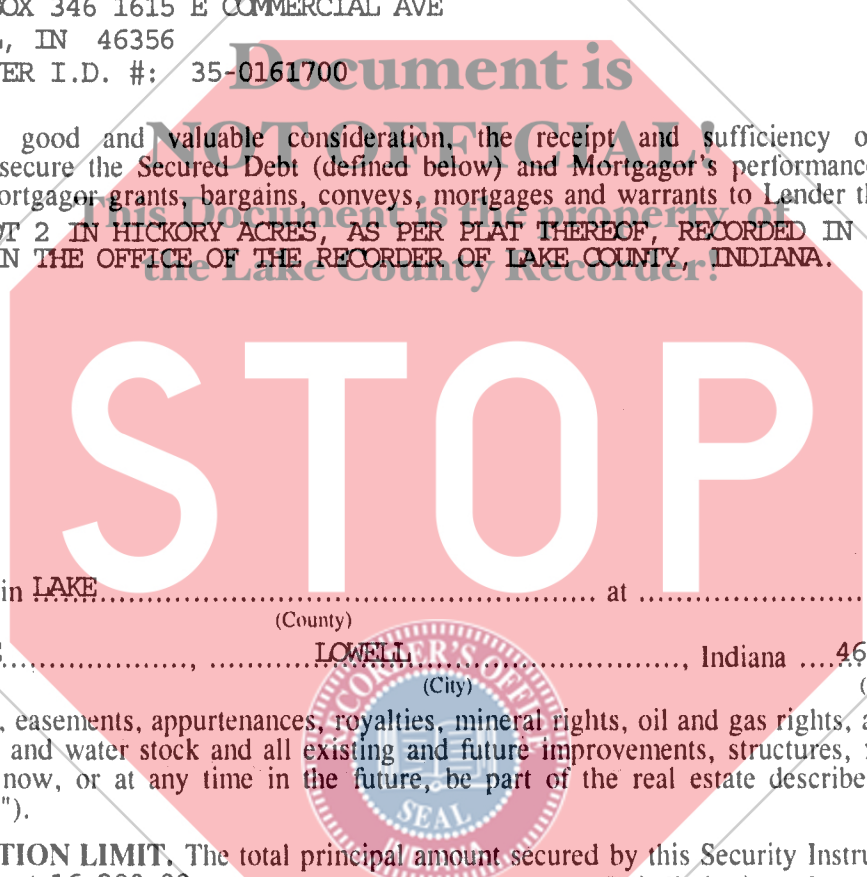 OX 346 1615 E COMMERCIAL AVE
, IN 46356
ER I.D. #: 35-0161700
Document is
NOT OFFICIAL!
This Document is the property of
the Lake County Recorder!
good and valuable consideration, the receipt and sufficiency o
secure the Secured Debt (defined below) and Mortgagor's performance
ortgagor grants, bargains, conveys, mortgages and warrants to Lender th
OT 2 IN HICKORY ACRES, AS PER PLAT THEREOF, RECORDED IN
N THE OFFICE OF THE RECORDER OF LAKE COUNTY, INDIANA.
STOP
in LAKE at
(County)
LOWELL, Indiana 46
(City) (
, easements, appurtenances, royalties, mineral rights, oil and gas rights, a
and water stock and all existing and future improvements, structures,
now, or at any time in the future, be part of the real estate describe
").
RECORDER'S OFFICE
SEAL
INDIANA
TION LIMIT. The total principal amount secured by this Security Instru